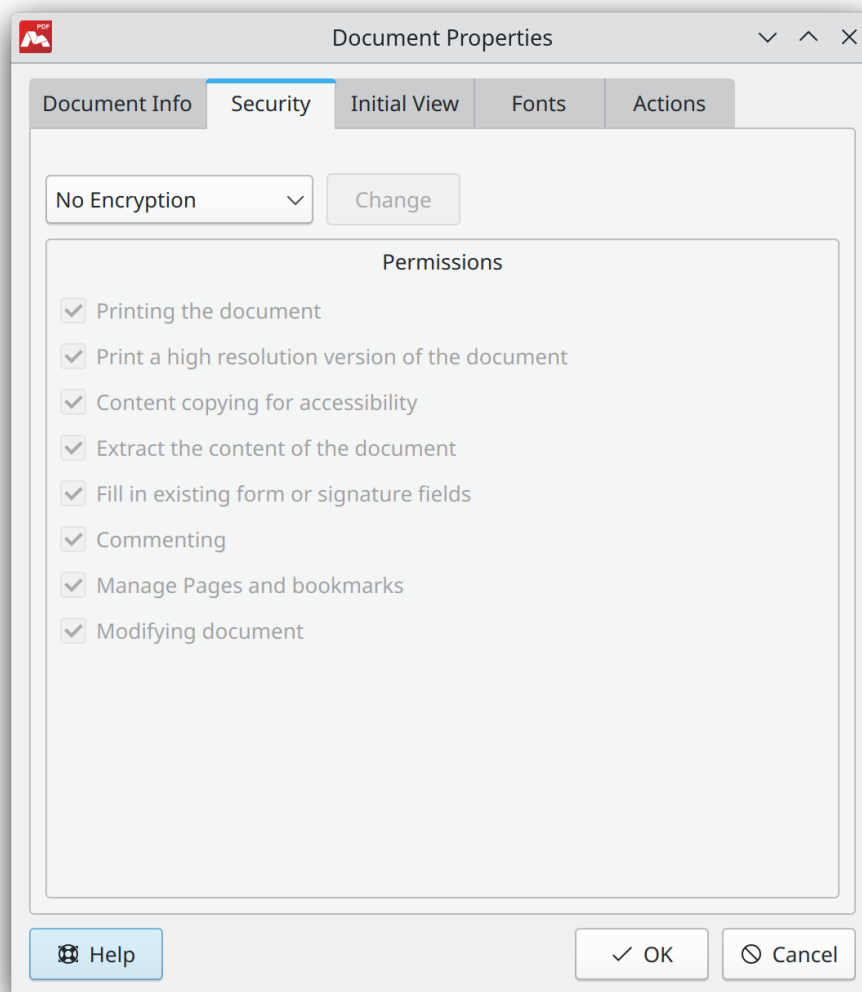 PDF
Document Properties
Document Info Security Initial View Fonts Actions
No Encryption Change
Permissions
Printing the document
Print a high resolution version of the document
Content copying for accessibility
Extract the content of the document
Fill in existing form or signature fields
Commenting
Manage Pages and bookmarks
Modifying document
Help OK Cancel